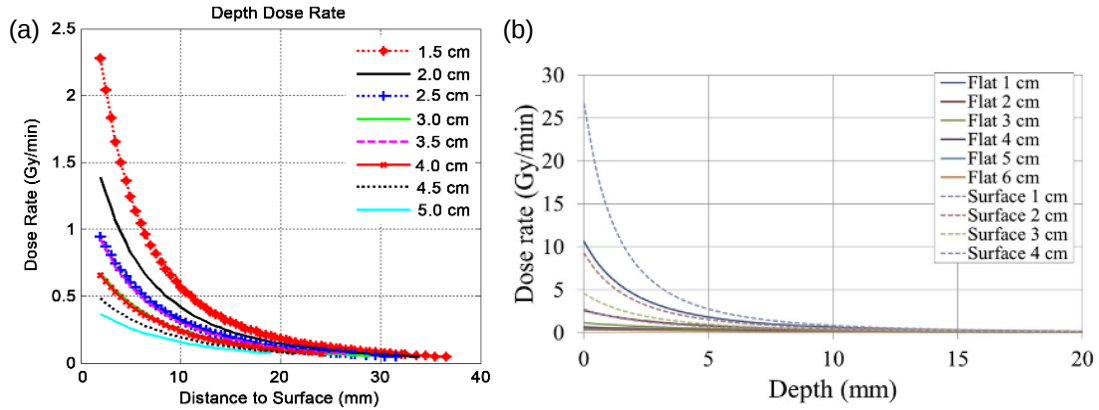 (a)
Depth Dose Rate
Dose Rate (Gy/min)
2.5
2
1.5
1
0.5
0
0
10
20
30
40
Distance to Surface (mm)
1.5 cm
2.0 cm
2.5 cm
3.0 cm
3.5 cm
4.0 cm
4.5 cm
5.0 cm
(b)
Dose rate (Gy/min)
30
25
20
15
10
5
0
0
5
10
15
20
Depth (mm)
Flat 1 cm
Flat 2 cm
Flat 3 cm
Flat 4 cm
Flat 5 cm
Flat 6 cm
Surface 1 cm
Surface 2 cm
Surface 3 cm
Surface 4 cm